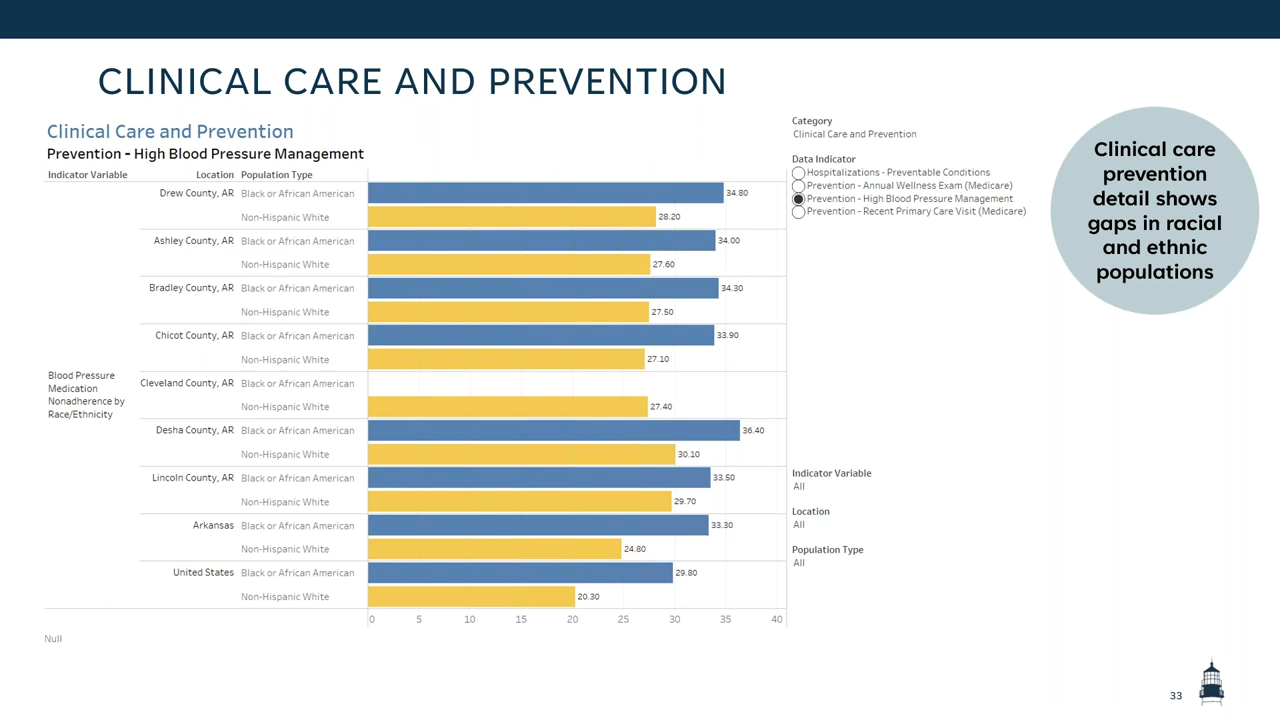 CLINICAL CARE AND PREVENTION
Clinical Care and Prevention
Prevention - High Blood Pressure Management
Indicator Variable Location Population Type
Blood Pressure
Medication
Nonadherence by
Race/Ethnicity
Drew County, AR Black or African American 34.80
Non-Hispanic White 28.20
Ashley County, AR Black or African American 34.00
Non-Hispanic White 27.60
Bradley County, AR Black or African American 34.30
Non-Hispanic White 27.50
Chicot County, AR Black or African American 33.90
Non-Hispanic White 27.10
Cleveland County, AR Black or African American
Non-Hispanic White 27.40
Desha County, AR Black or African American 36.40
Non-Hispanic White 30.10
Lincoln County, AR Black or African American 33.50
Non-Hispanic White 29.70
Arkansas Black or African American 33.30
Non-Hispanic White 24.80
United States Black or African American 29.80
Non-Hispanic White 20.30
0 5 10 15 20 25 30 35 40
Null
Category
Clinical Care and Prevention
Data Indicator
Hospitalizations - Preventable Conditions
Prevention - Annual Wellness Exam (Medicare)
Prevention - High Blood Pressure Management
Prevention - Recent Primary Care Visit (Medicare)
Indicator Variable
All
Location
All
Population Type
All
Clinical care
prevention
detail shows
gaps in racial
and ethnic
populations
33